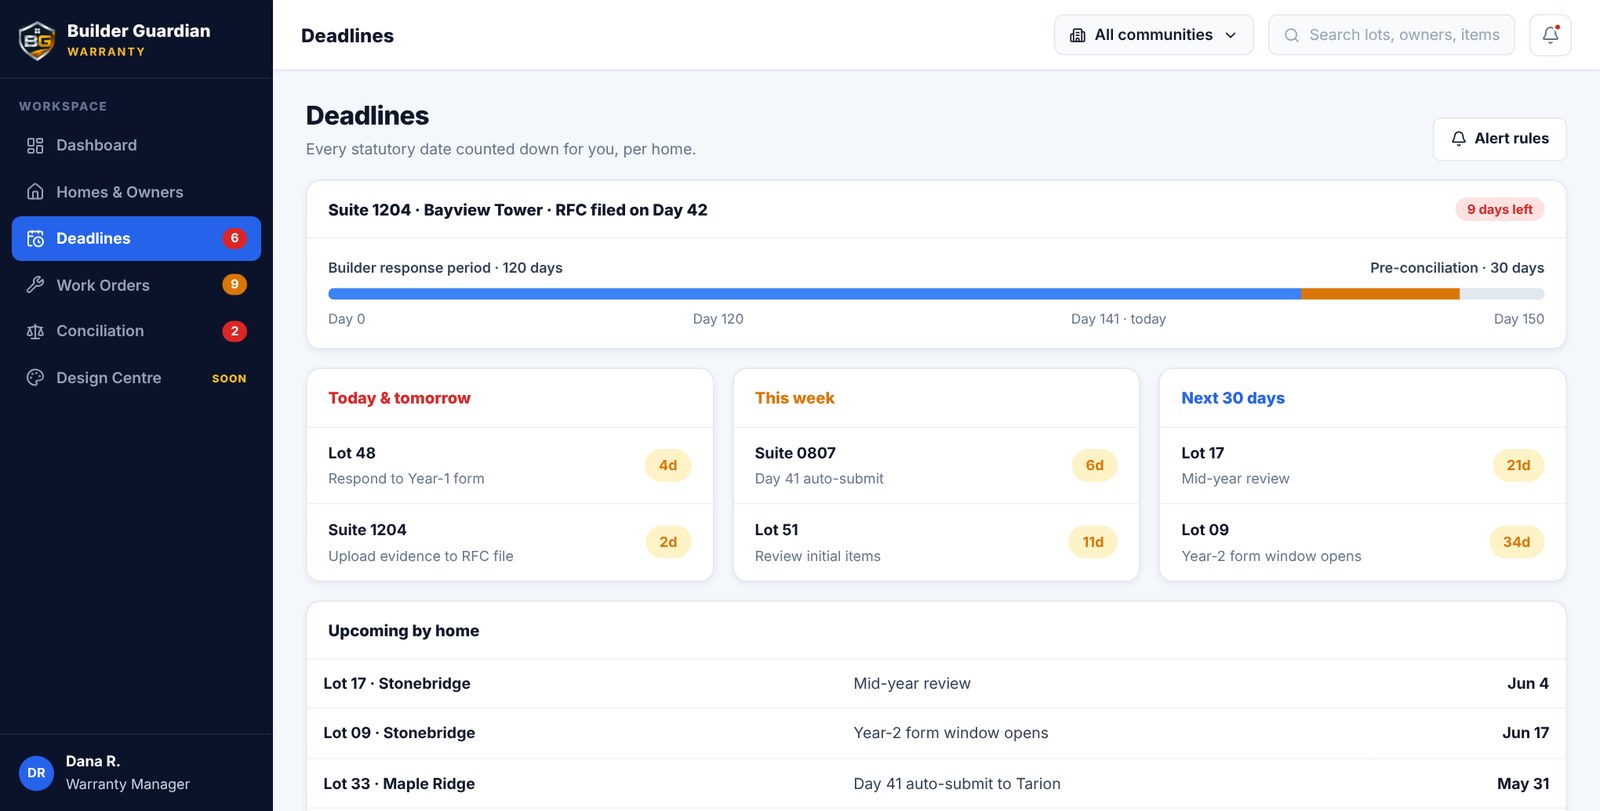 Builder Guardian
WARRANTY
WORKSPACE
Dashboard
Homes & Owners
Deadlines 6
Work Orders 9
Conciliation 2
Design Centre SOON
DR
Dana R.
Warranty Manager
Deadlines
All communities
Search lots, owners, items
Deadlines
Every statutory date counted down for you, per home.
Alert rules
Suite 1204 · Bayview Tower · RFC filed on Day 42
9 days left
Builder response period · 120 days
Pre-conciliation · 30 days
Day 0
Day 120
Day 141 · today
Day 150
Today & tomorrow
Lot 48
Respond to Year-1 form
4d
Suite 1204
Upload evidence to RFC file
2d
This week
Suite 0807
Day 41 auto-submit
6d
Lot 51
Review initial items
11d
Next 30 days
Lot 17
Mid-year review
21d
Lot 09
Year-2 form window opens
34d
Upcoming by home
Lot 17 · Stonebridge Mid-year review Jun 4
Lot 09 · Stonebridge Year-2 form window opens Jun 17
Lot 33 · Maple Ridge Day 41 auto-submit to Tarion May 31